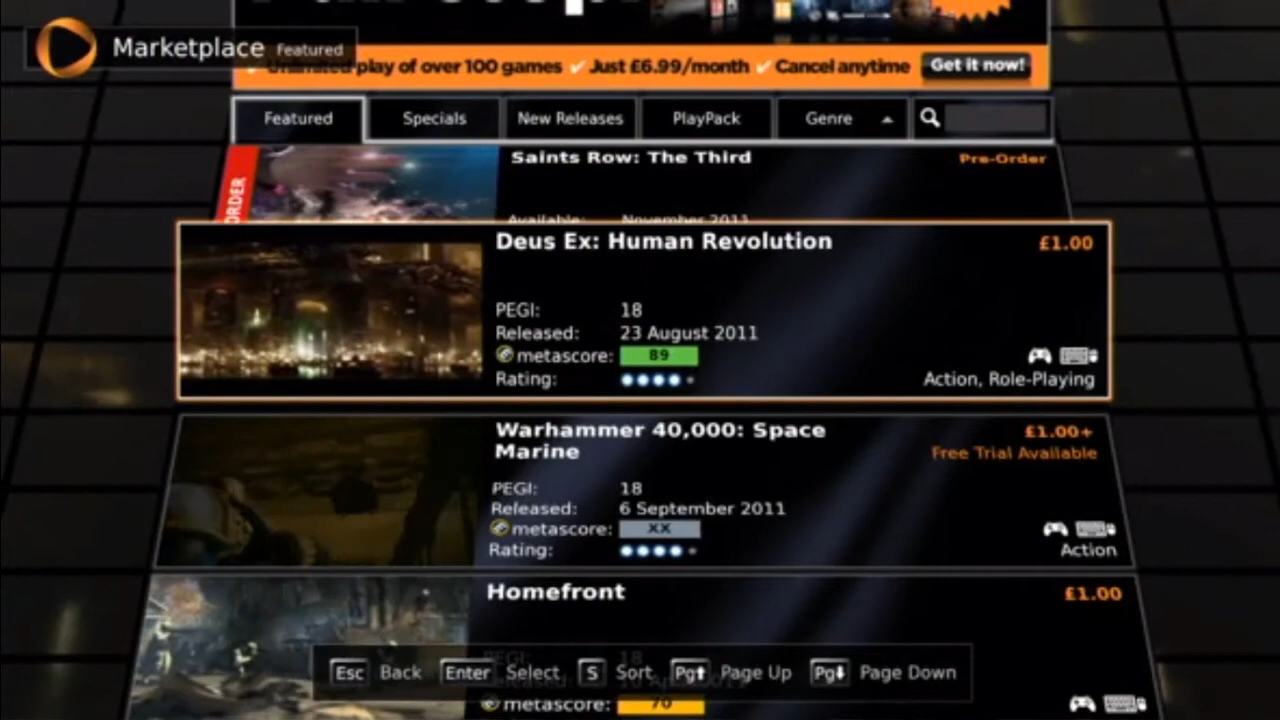 Marketplace Featured
Unlimited play of over 100 games ✓ Just £6.99/month ✓ Cancel anytime
Get it now!
Featured
Specials
New Releases
PlayPack
Genre
ORDER
Saints Row: The Third
Pre-Order
Available: November 2011
Deus Ex: Human Revolution
£1.00
PEGI: 18
Released: 23 August 2011
metascore: 89
Rating:
Action, Role-Playing
Warhammer 40,000: Space
Marine
£1.00+
Free Trial Available
PEGI: 18
Released: 6 September 2011
metascore: XX
Rating:
Action
Homefront
£1.00
PEGI: 18
Esc Back Enter Select S Sort Pg↑ Page Up Pg↓ Page Down
metascore: 70